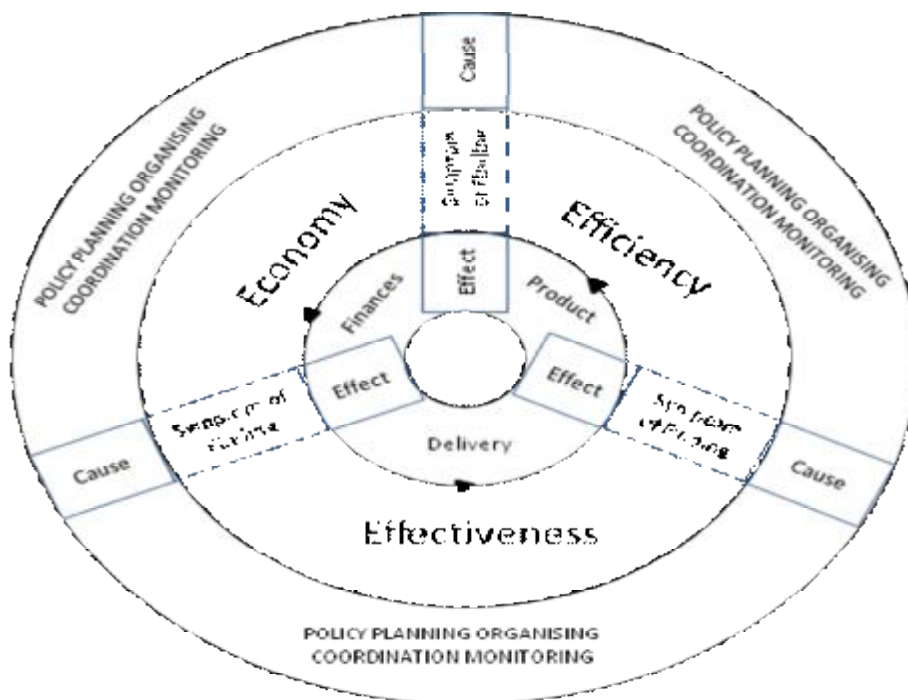 Cause
POLICY PLANNING ORGANISING
COORDINATION MONITORING
POLICY PLANNING ORGANISING
COORDINATION MONITORING
Economy
Efficiency
Effect
Finances
Product
Effect
Effect
of
Delivery
Cause
Cause
Effectiveness
POLICY PLANNING ORGANISING
COORDINATION MONITORING